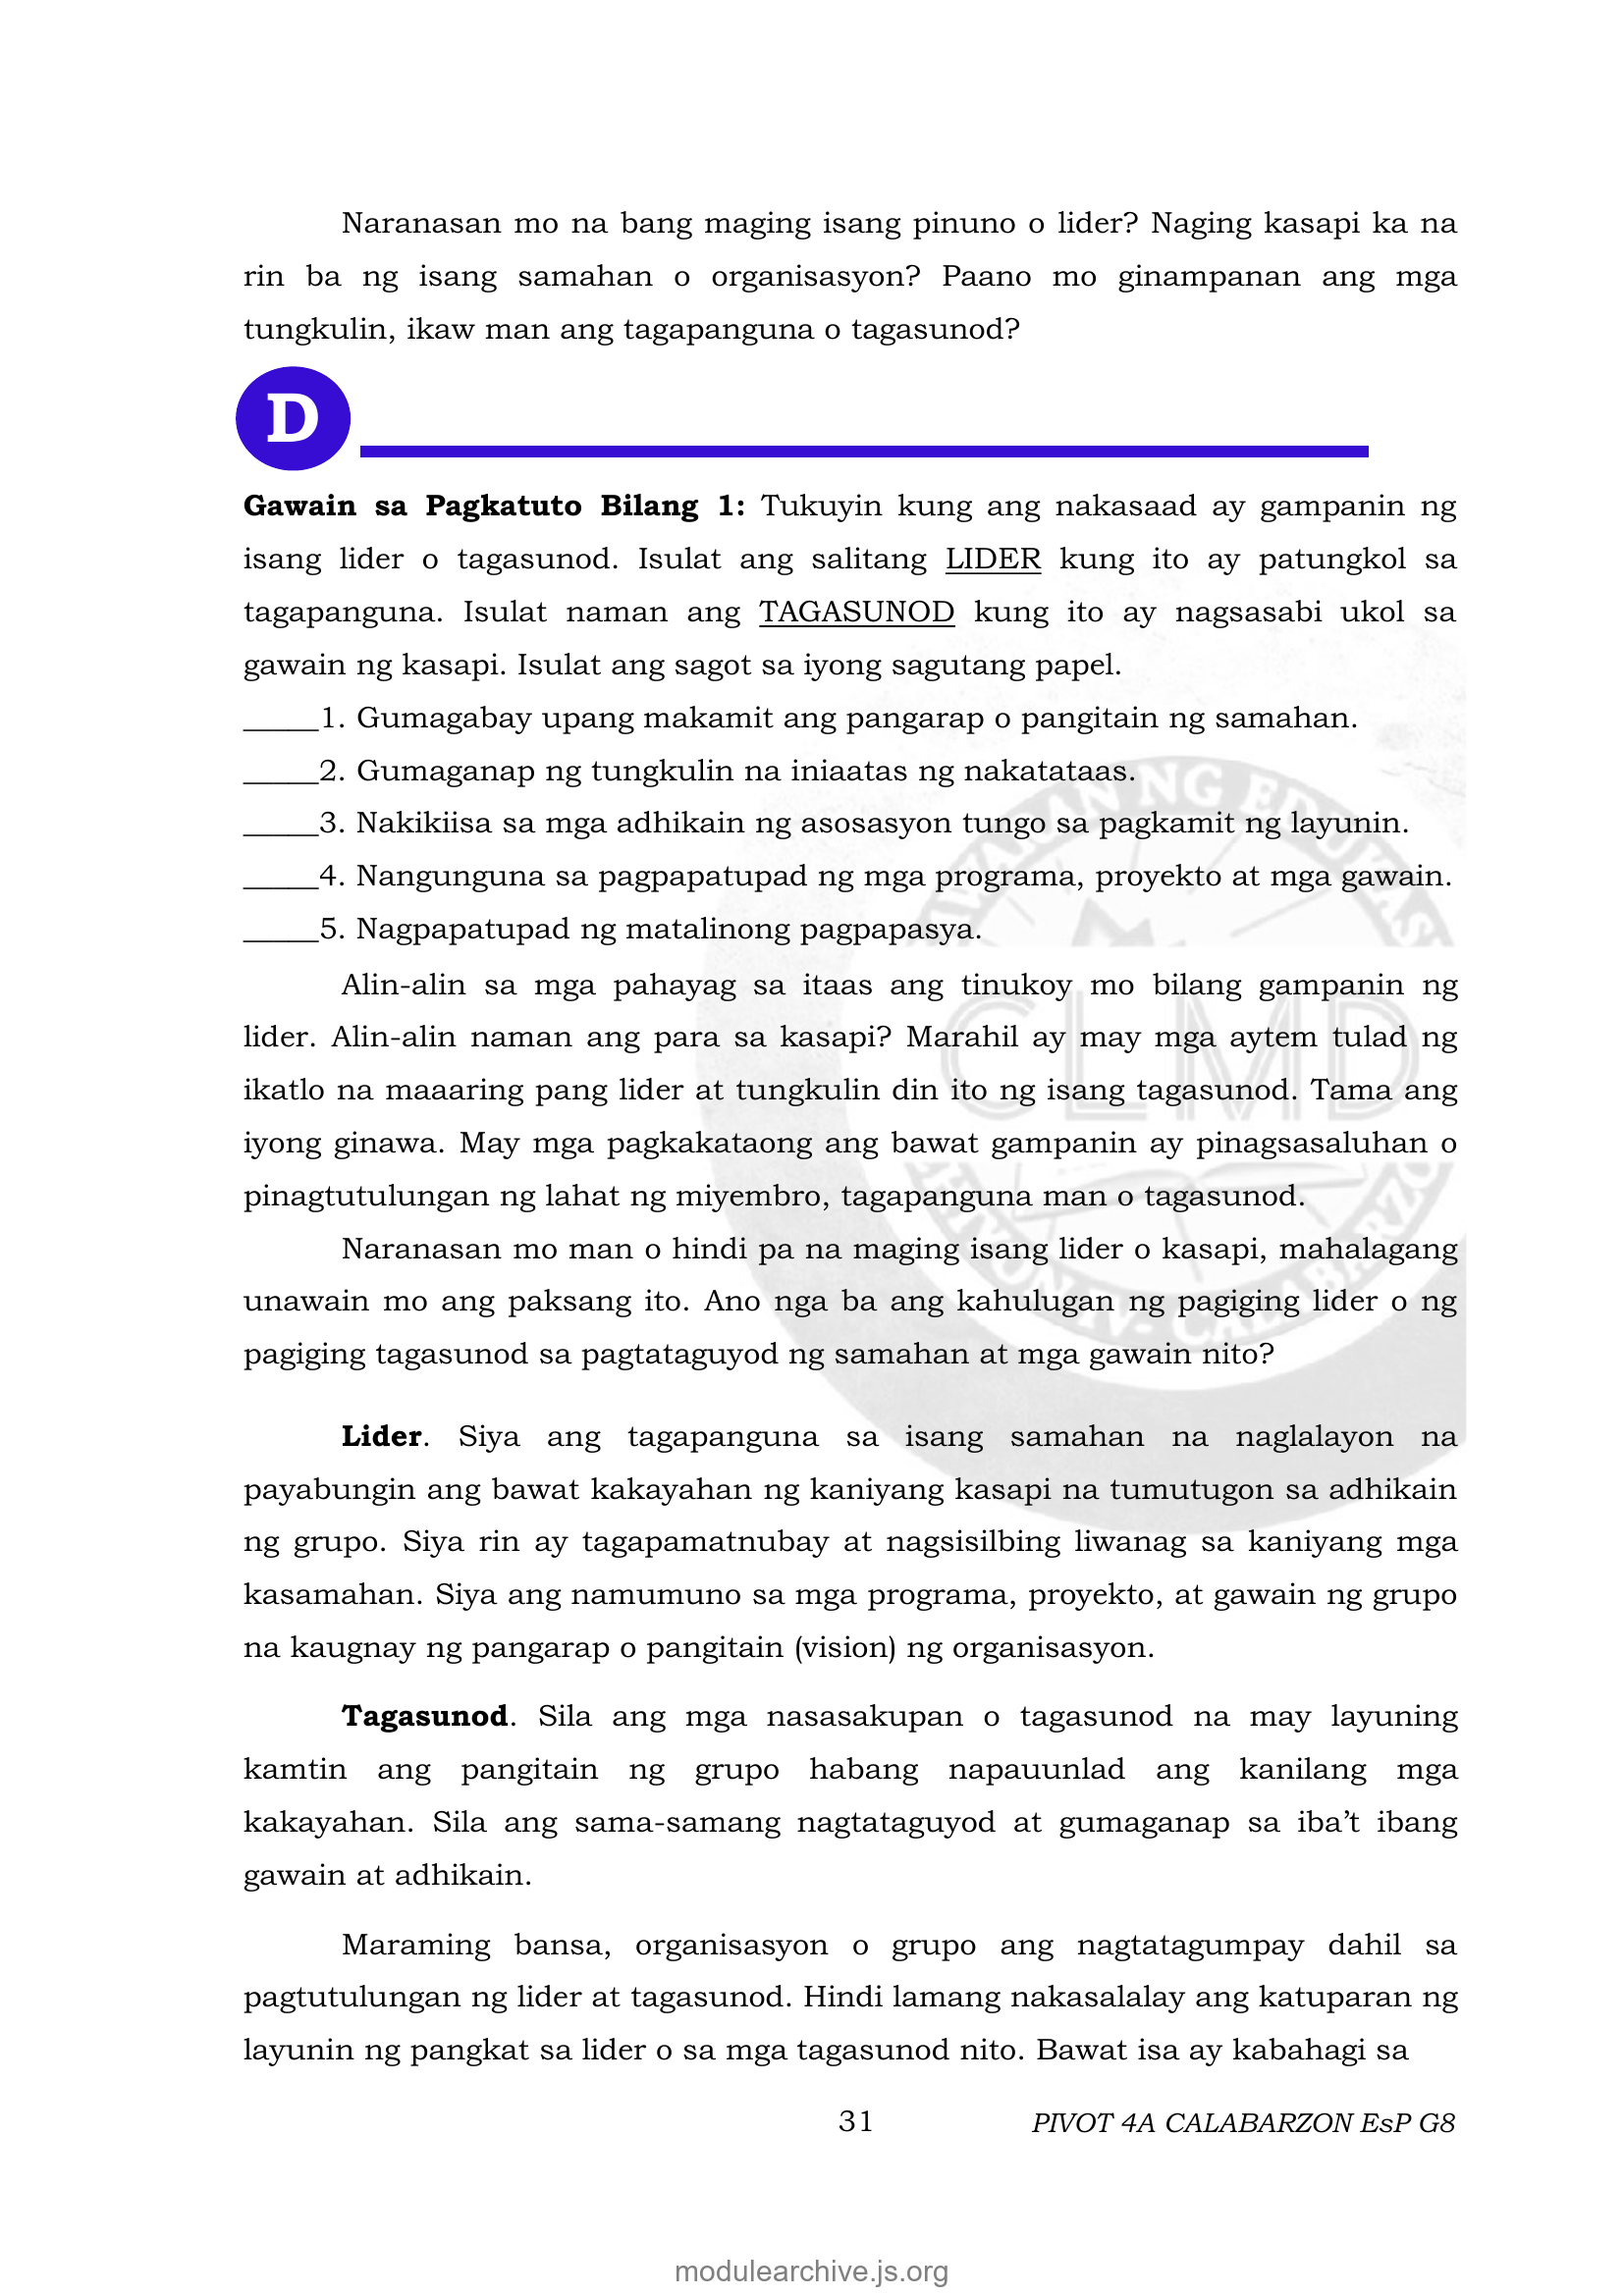 Naranasan mo na bang maging isang pinuno o lider? Naging kasapi ka na
rin ba ng isang samahan o organisasyon? Paano mo ginampanan ang mga
tungkulin, ikaw man ang tagapanguna o tagasunod?
D
Gawain sa Pagkatuto Bilang 1: Tukuyin kung ang nakasaad ay gampanin ng
isang lider o tagasunod. Isulat ang salitang LIDER kung ito ay patungkol sa
tagapanguna. Isulat naman ang TAGASUNOD kung ito ay nagsasabi ukol sa
gawain ng kasapi. Isulat ang sagot sa iyong sagutang papel.
_____1. Gumagabay upang makamit ang pangarap o pangitain ng samahan.
_____2. Gumaganap ng tungkulin na iniaatas ng nakatataas.
_____3. Nakikiisa sa mga adhikain ng asosasyon tungo sa pagkamit ng layunin.
_____4. Nangunguna sa pagpapatupad ng mga programa, proyekto at mga gawain.
_____5. Nagpapatupad ng matalinong pagpapasya.
Alin-alin sa mga pahayag sa itaas ang tinukoy mo bilang gampanin ng
lider. Alin-alin naman ang para sa kasapi? Marahil ay may mga aytem tulad ng
ikatlo na maaaring pang lider at tungkulin din ito ng isang tagasunod. Tama ang
iyong ginawa. May mga pagkakataong ang bawat gampanin ay pinagsasaluhan o
pinagtutulungan ng lahat ng miyembro, tagapanguna man o tagasunod.
Naranasan mo man o hindi pa na maging isang lider o kasapi, mahalagang
unawain mo ang paksang ito. Ano nga ba ang kahulugan ng pagiging lider o ng
pagiging tagasunod sa pagtataguyod ng samahan at mga gawain nito?
Lider. Siya ang tagapanguna sa isang samahan na naglalayon na
payabungin ang bawat kakayahan ng kaniyang kasapi na tumutugon sa adhikain
ng grupo. Siya rin ay tagapamatnubay at nagsisilbing liwanag sa kaniyang mga
kasamahan. Siya ang namumuno sa mga programa, proyekto, at gawain ng grupo
na kaugnay ng pangarap o pangitain (vision) ng organisasyon.
Tagasunod. Sila ang mga nasasakupan o tagasunod na may layuning
kamtin ang pangitain ng grupo habang napauunlad ang kanilang mga
kakayahan. Sila ang sama-samang nagtataguyod at gumaganap sa iba’t ibang
gawain at adhikain.
Maraming bansa, organisasyon o grupo ang nagtatagumpay dahil sa
pagtutulungan ng lider at tagasunod. Hindi lamang nakasalalay ang katuparan ng
layunin ng pangkat sa lider o sa mga tagasunod nito. Bawat isa ay kabahagi sa
31 PIVOT 4A CALABARZON EsP G8
CLMD
modulearchive.js.org